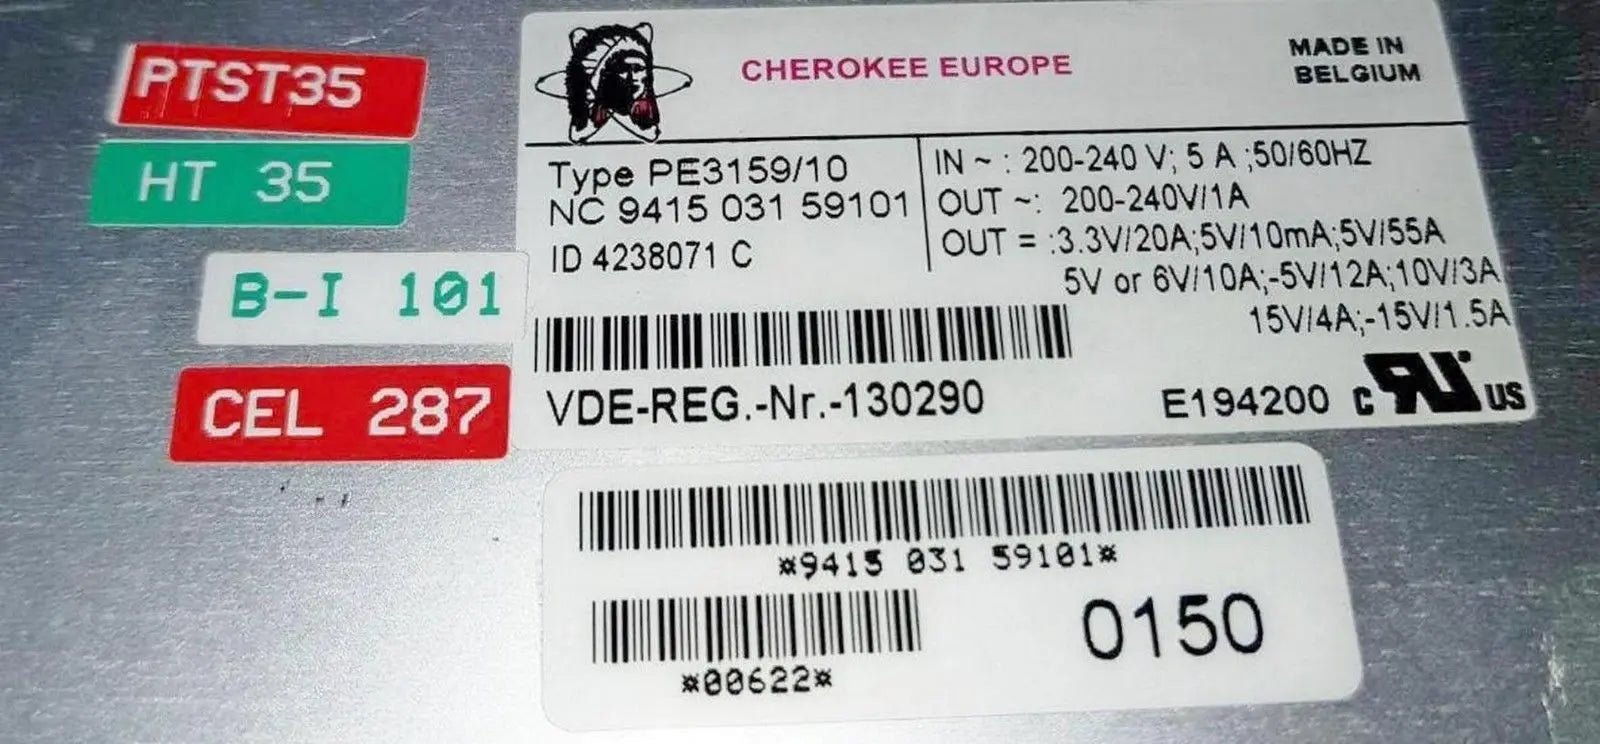 PTST35
HT 35
B-I 101
CEL 287
CHEROKEE EUROPE
MADE IN
BELGIUM
Type PE3159/10
NC 9415 031 59101
ID 4238071 C
IN ~ : 200-240 V; 5 A ;50/60HZ
OUT ~: 200-240V/1A
OUT = :3.3V/20A;5V/10mA;5V/55A
5V or 6V/10A;-5V/12A;10V/3A
15V/4A;-15V/1.5A
VDE-REG.-Nr.-130290
E194200 c RU US
*9415 031 59101*
*00622*
0150